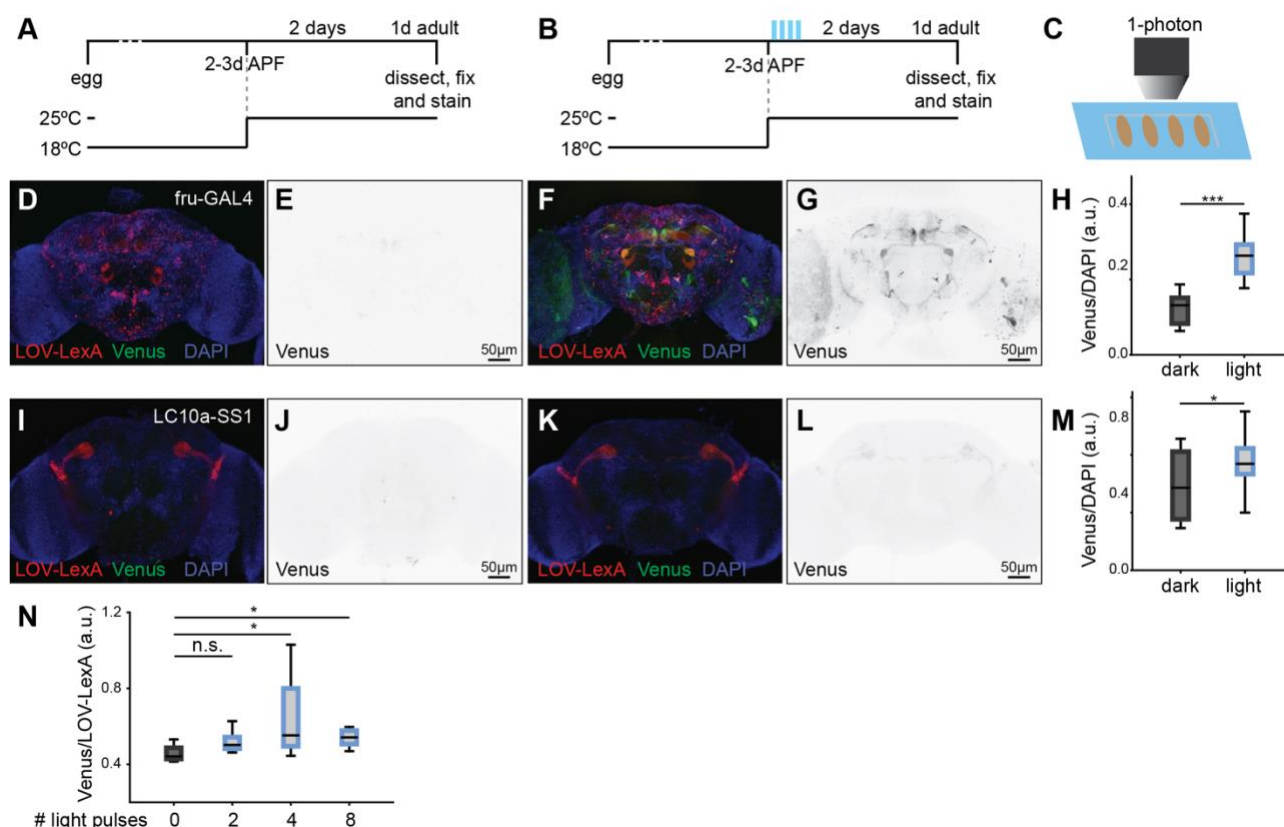 A
2 days
1d adult
2-3d APF
egg
dissect, fix
and stain
25ºC
18ºC
B
2 days
1d adult
2-3d APF
egg
dissect, fix
and stain
25ºC
18ºC
C
1-photon
D
fru-GAL4
LOV-LexA Venus DAPI
E
Venus
50µm
F
LOV-LexA Venus DAPI
G
Venus
50µm
H
Venus/DAPI (a.u.)
0.4
0.2
0.0
***
dark light
I
LC10a-SS1
LOV-LexA Venus DAPI
J
Venus
50µm
K
LOV-LexA Venus DAPI
L
Venus
50µm
M
Venus/DAPI (a.u.)
0.8
0.4
0.0
*
dark light
N
Venus/LOV-LexA (a.u.)
1.2
0.8
0.4
*
*
n.s.
# light pulses 0 2 4 8